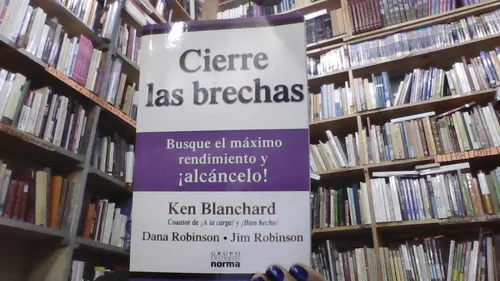 Cierre
las brechas
Busque el máximo
rendimiento y
¡alcáncelo!
Ken Blanchard
Coautor de ¡A la carga! y ¡Bien hecho!
Dana Robinson • Jim Robinson
GRUPO
EDITORIAL
norma